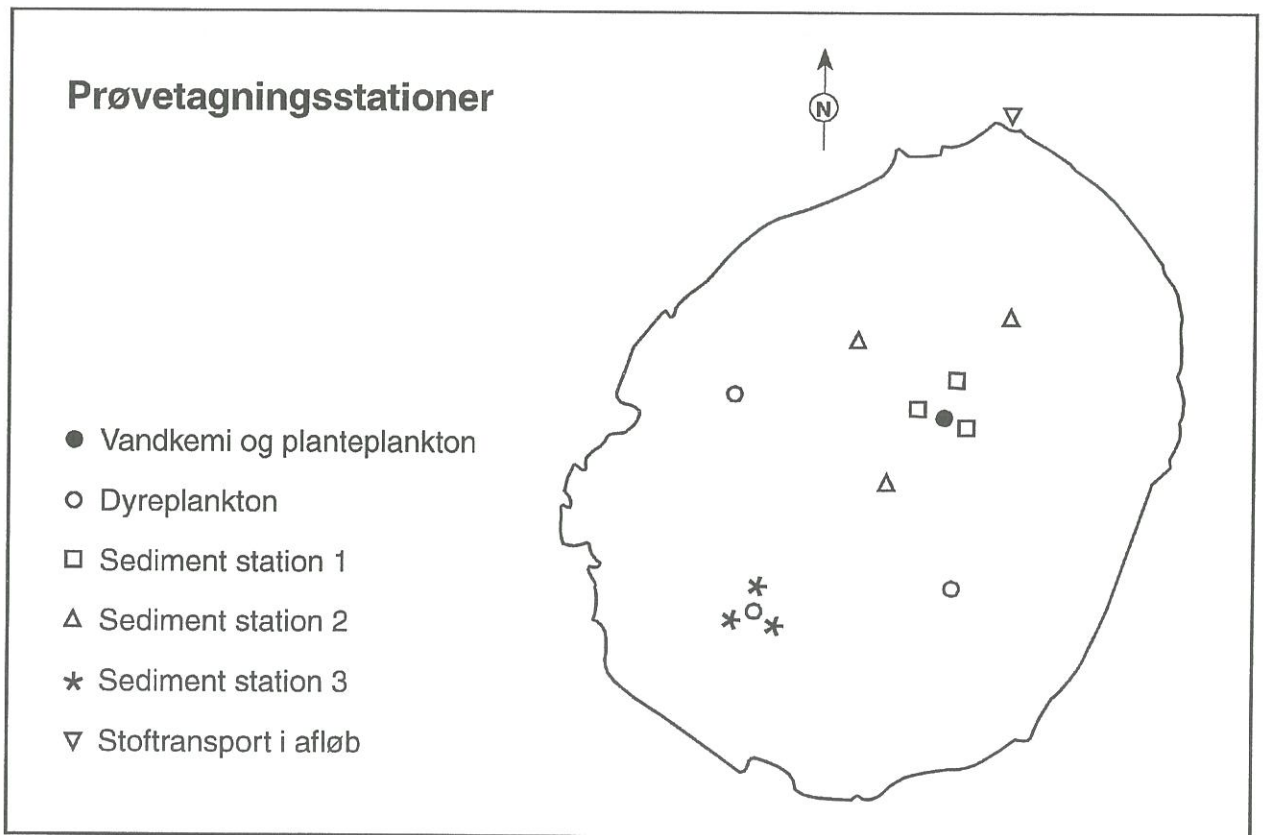 Prøvetagningsstationer
N
Vandkemi og planteplankton
Dyreplankton
Sediment station 1
Sediment station 2
Sediment station 3
Stoftransport i afløb